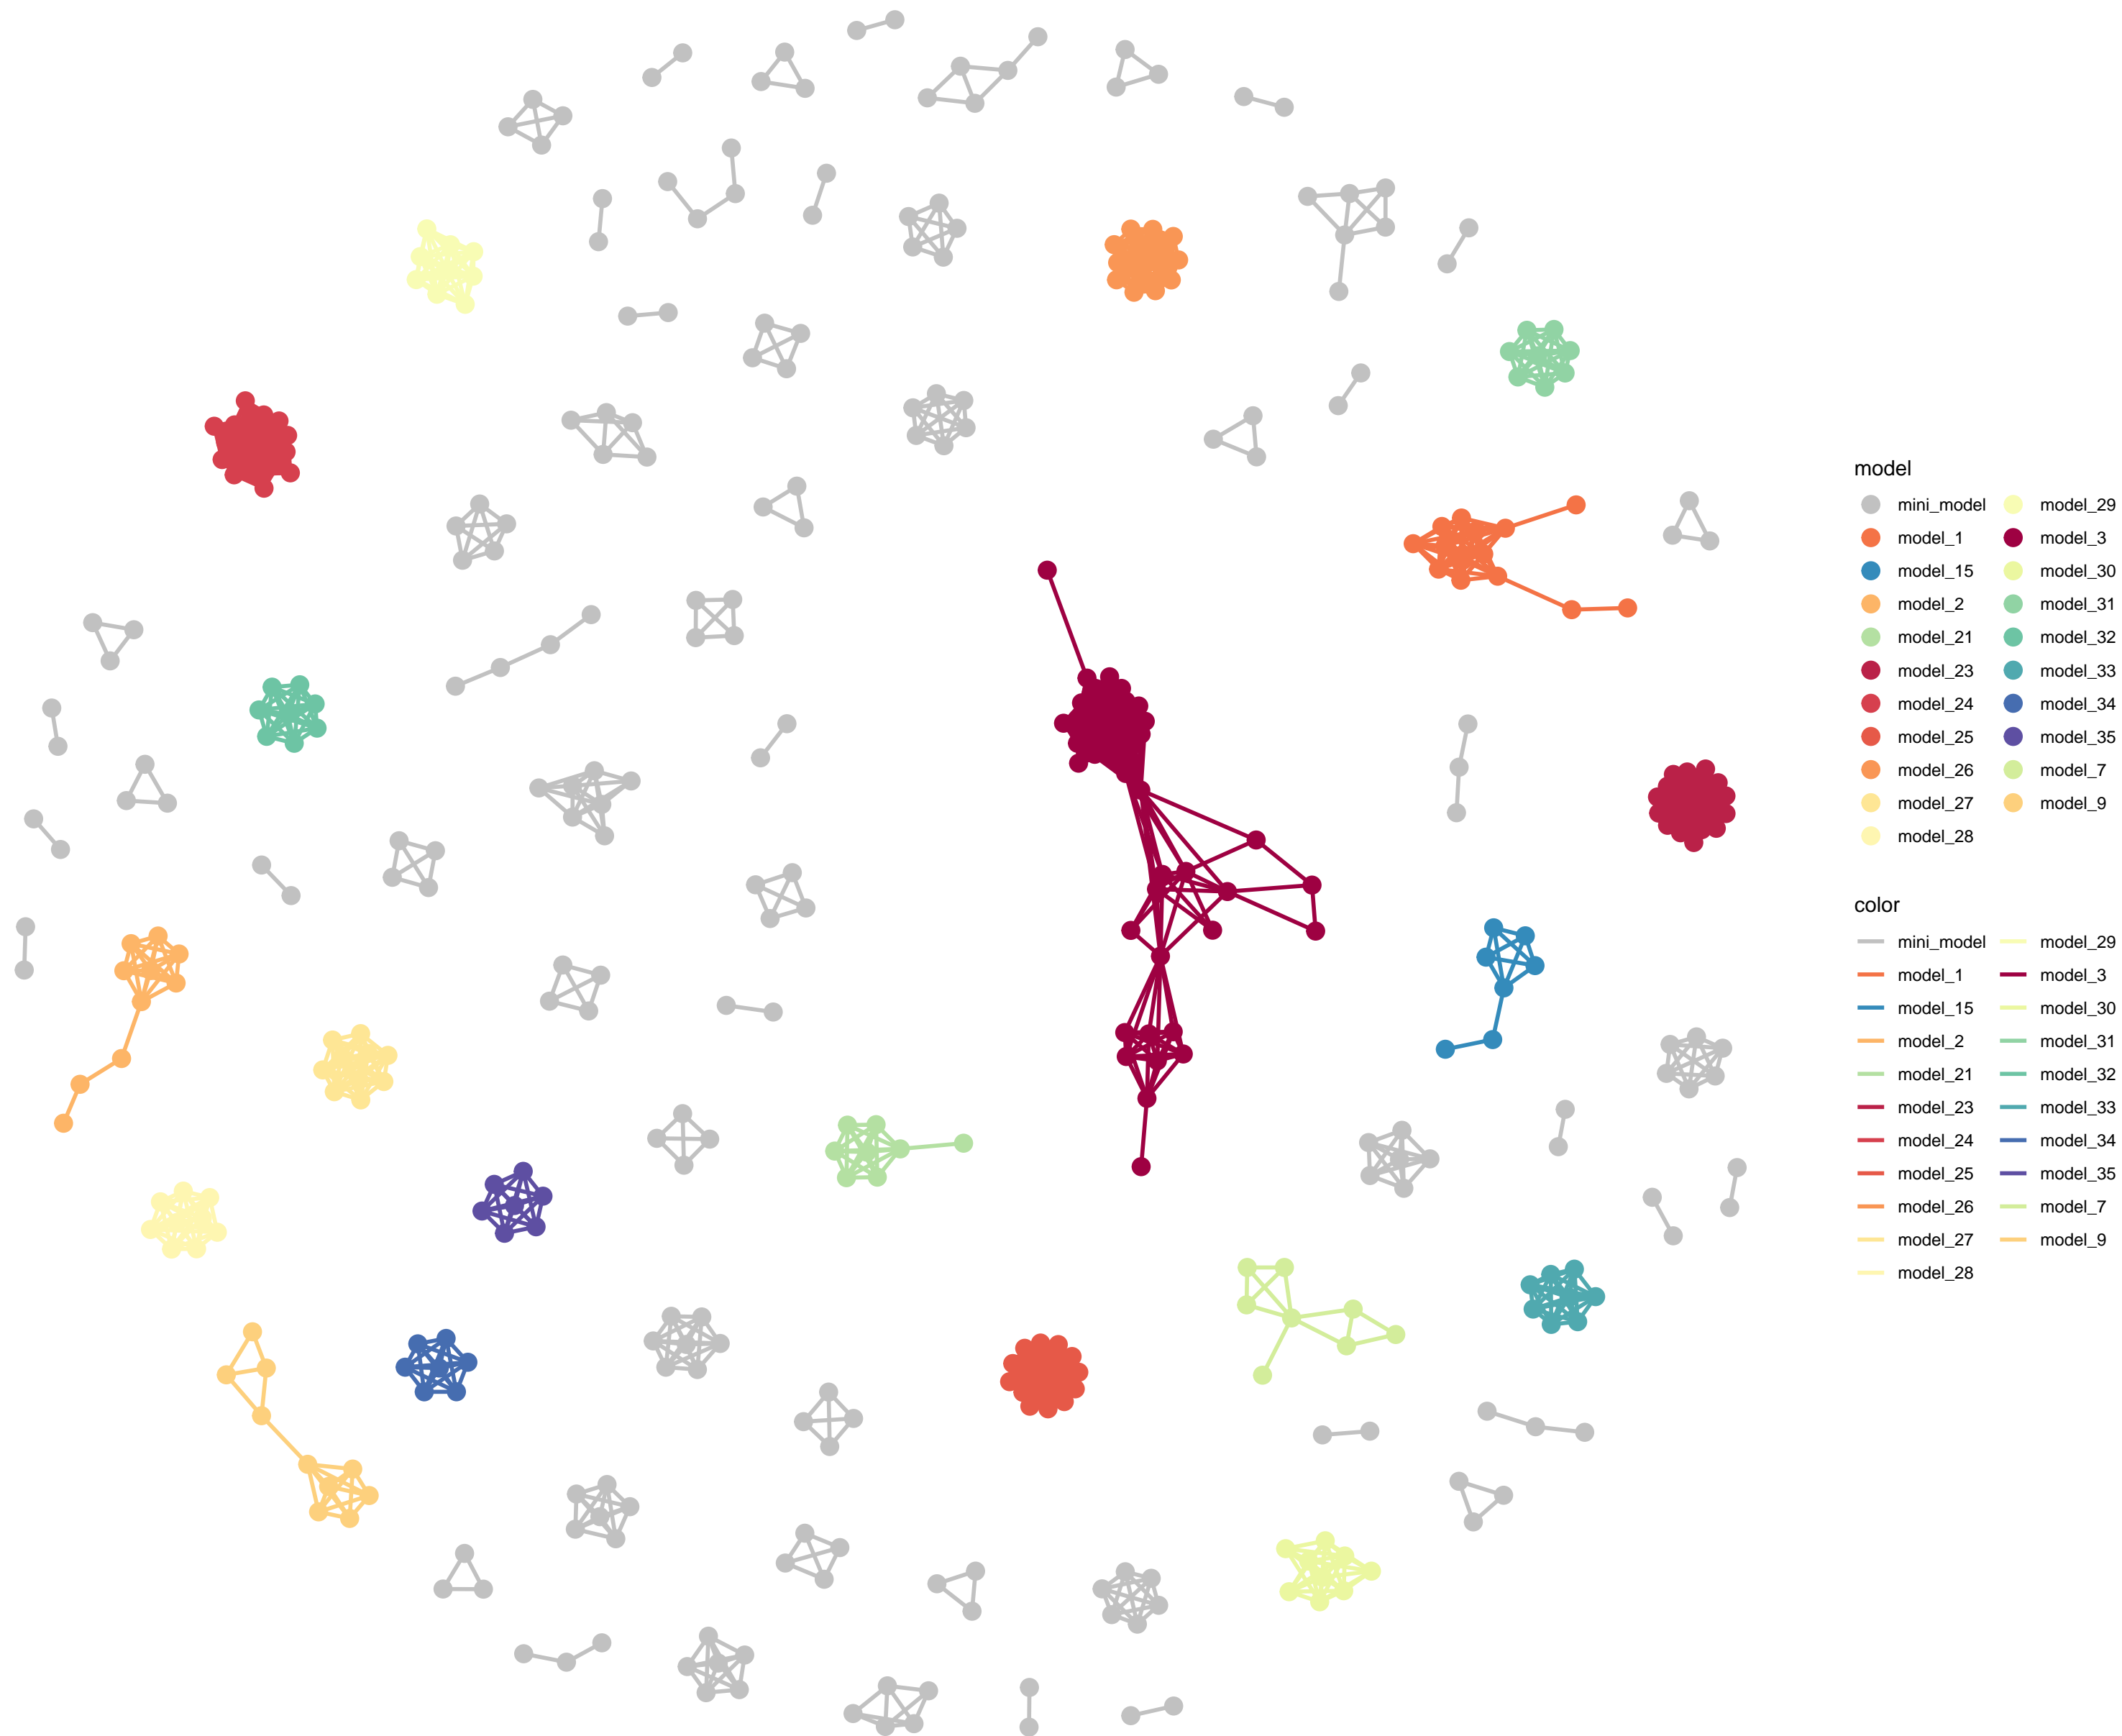 model
mini_model model_29
model_1 model_3
model_15 model_30
model_2 model_31
model_21 model_32
model_23 model_33
model_24 model_34
model_25 model_35
model_26 model_7
model_27 model_9
model_28
color
mini_model model_29
model_1 model_3
model_15 model_30
model_2 model_31
model_21 model_32
model_23 model_33
model_24 model_34
model_25 model_35
model_26 model_7
model_27 model_9
model_28